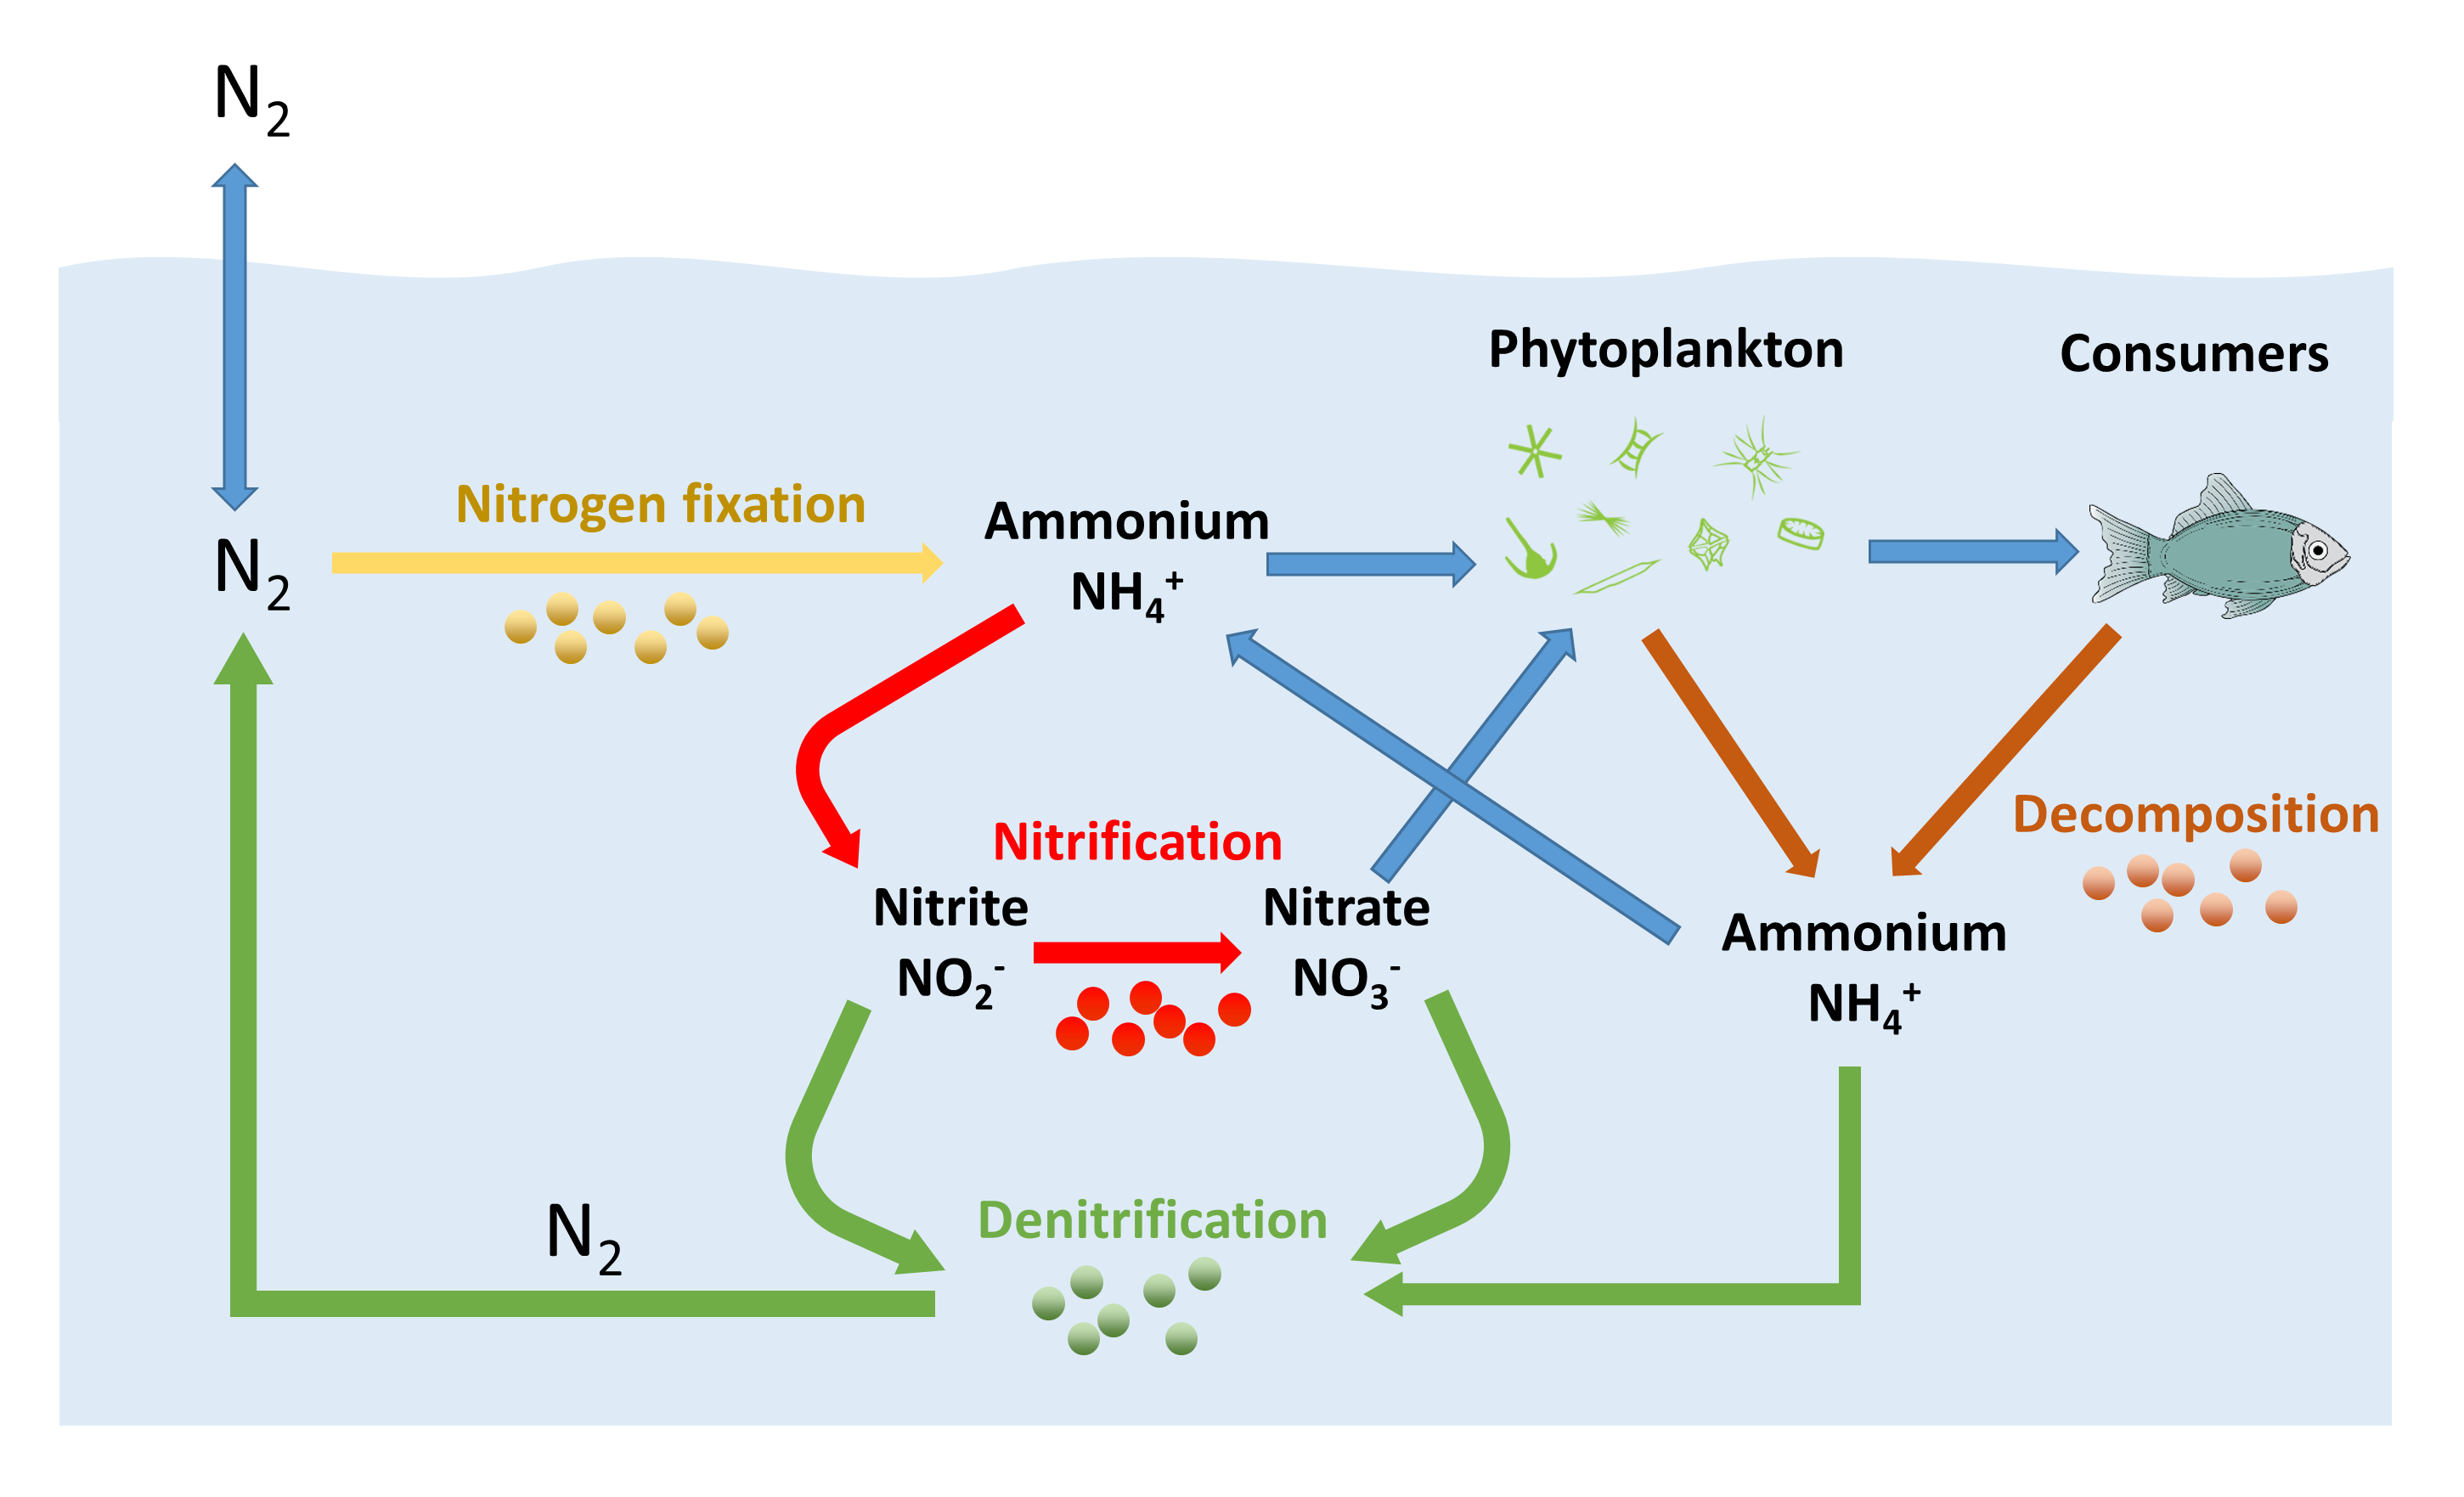 N₂
Phytoplankton
Consumers
Nitrogen fixation
Ammonium
NH₄⁺
N₂
Decomposition
Nitrification
Nitrite
NO₂⁻
Nitrate
NO₃⁻
Ammonium
NH₄⁺
N₂
Denitrification